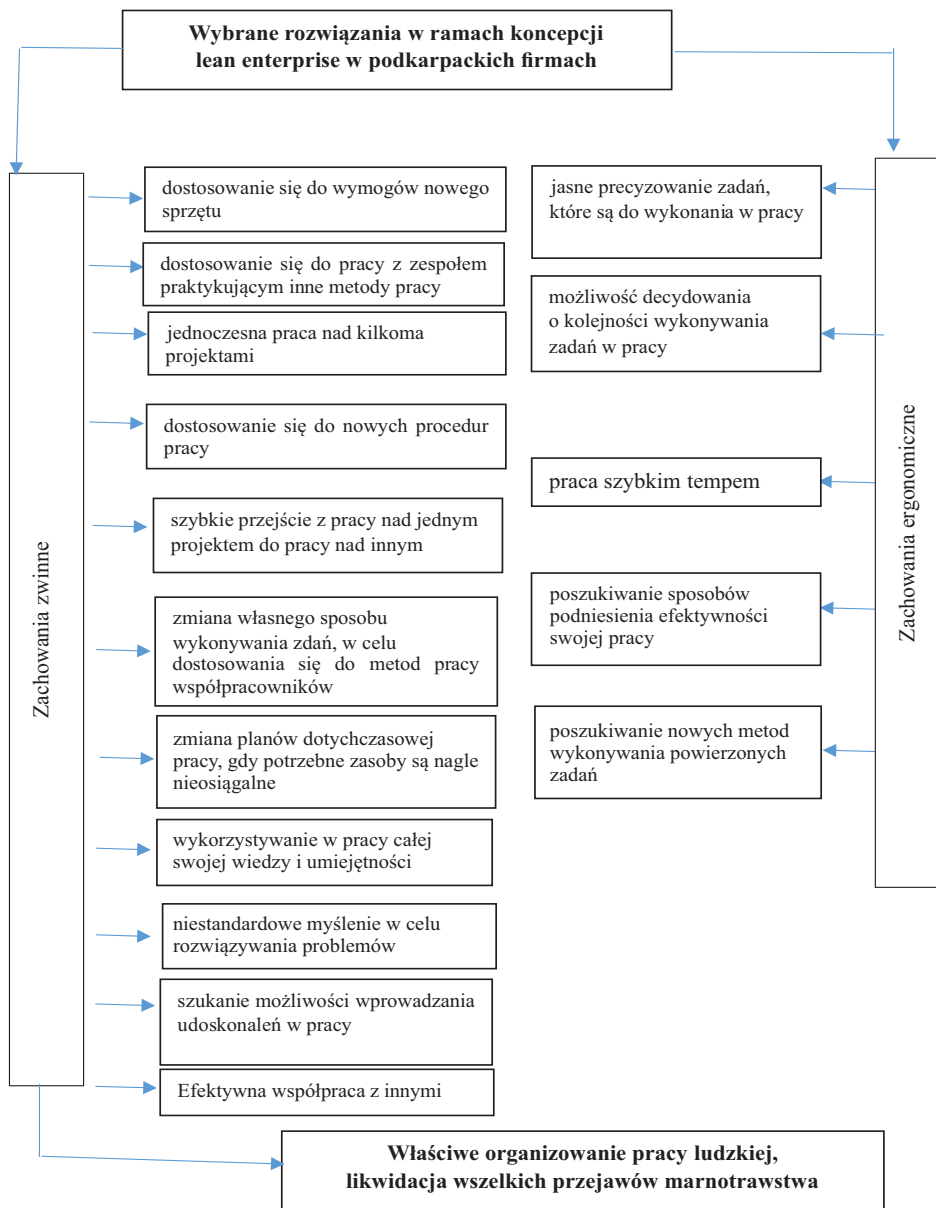 Wybrane rozwiązania w ramach koncepcji
lean enterprise w podkarpackich firmach
Zachowania zwinne
dostosowanie się do wymogów nowego
sprzętu
dostosowanie się do pracy z zespołem
praktykującym inne metody pracy
jednoczesna praca nad kilkoma
projektami
dostosowanie się do nowych procedur
pracy
szybkie przejście z pracy nad jednym
projektem do pracy nad innym
zmiana własnego sposobu
wykonywania zdań, w celu
dostosowania się do metod pracy
współpracowników
zmiana planów dotychczasowej
pracy, gdy potrzebne zasoby są nagle
nieosiągalne
wykorzystywanie w pracy całej
swojej wiedzy i umiejętności
niestandardowe myślenie w celu
rozwiązywania problemów
szukanie możliwości wprowadzania
udoskonaleń w pracy
Efektywna współpraca z innymi
jasne precyzowanie zadań,
które są do wykonania w pracy
możliwość decydowania
o kolejności wykonywania
zadań w pracy
praca szybkim tempem
poszukiwanie sposobów
podniesienia efektywności
swojej pracy
poszukiwanie nowych metod
wykonywania powierzonych
zadań
Zachowania ergonomiczne
Właściwe organizowanie pracy ludzkiej,
likwidacja wszelkich przejawów marnotrawstwa